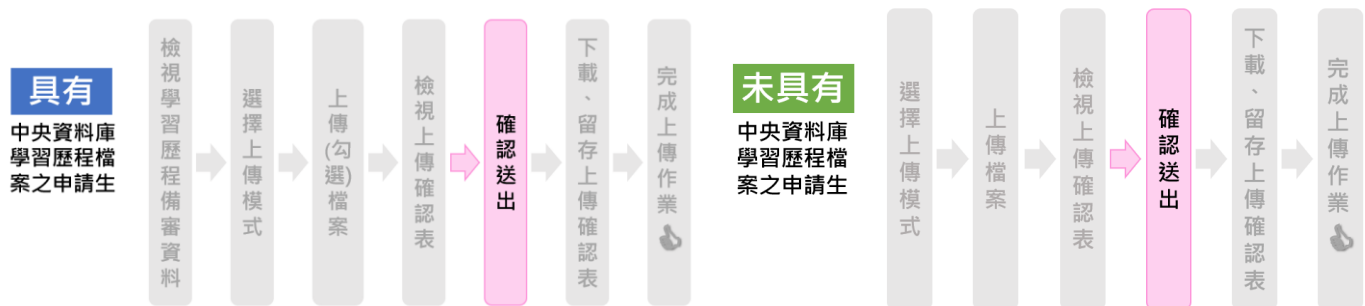 具有
中央資料庫
學習歷程檔
案之申請生
檢視學習歷程備審資料
選擇上傳模式
上傳(勾選)檔案
檢視上傳確認表
確認送出
下載、留存上傳確認表
完成上傳作業
未具有
中央資料庫
學習歷程檔
案之申請生
選擇上傳模式
上傳檔案
檢視上傳確認表
確認送出
下載、留存上傳確認表
完成上傳作業